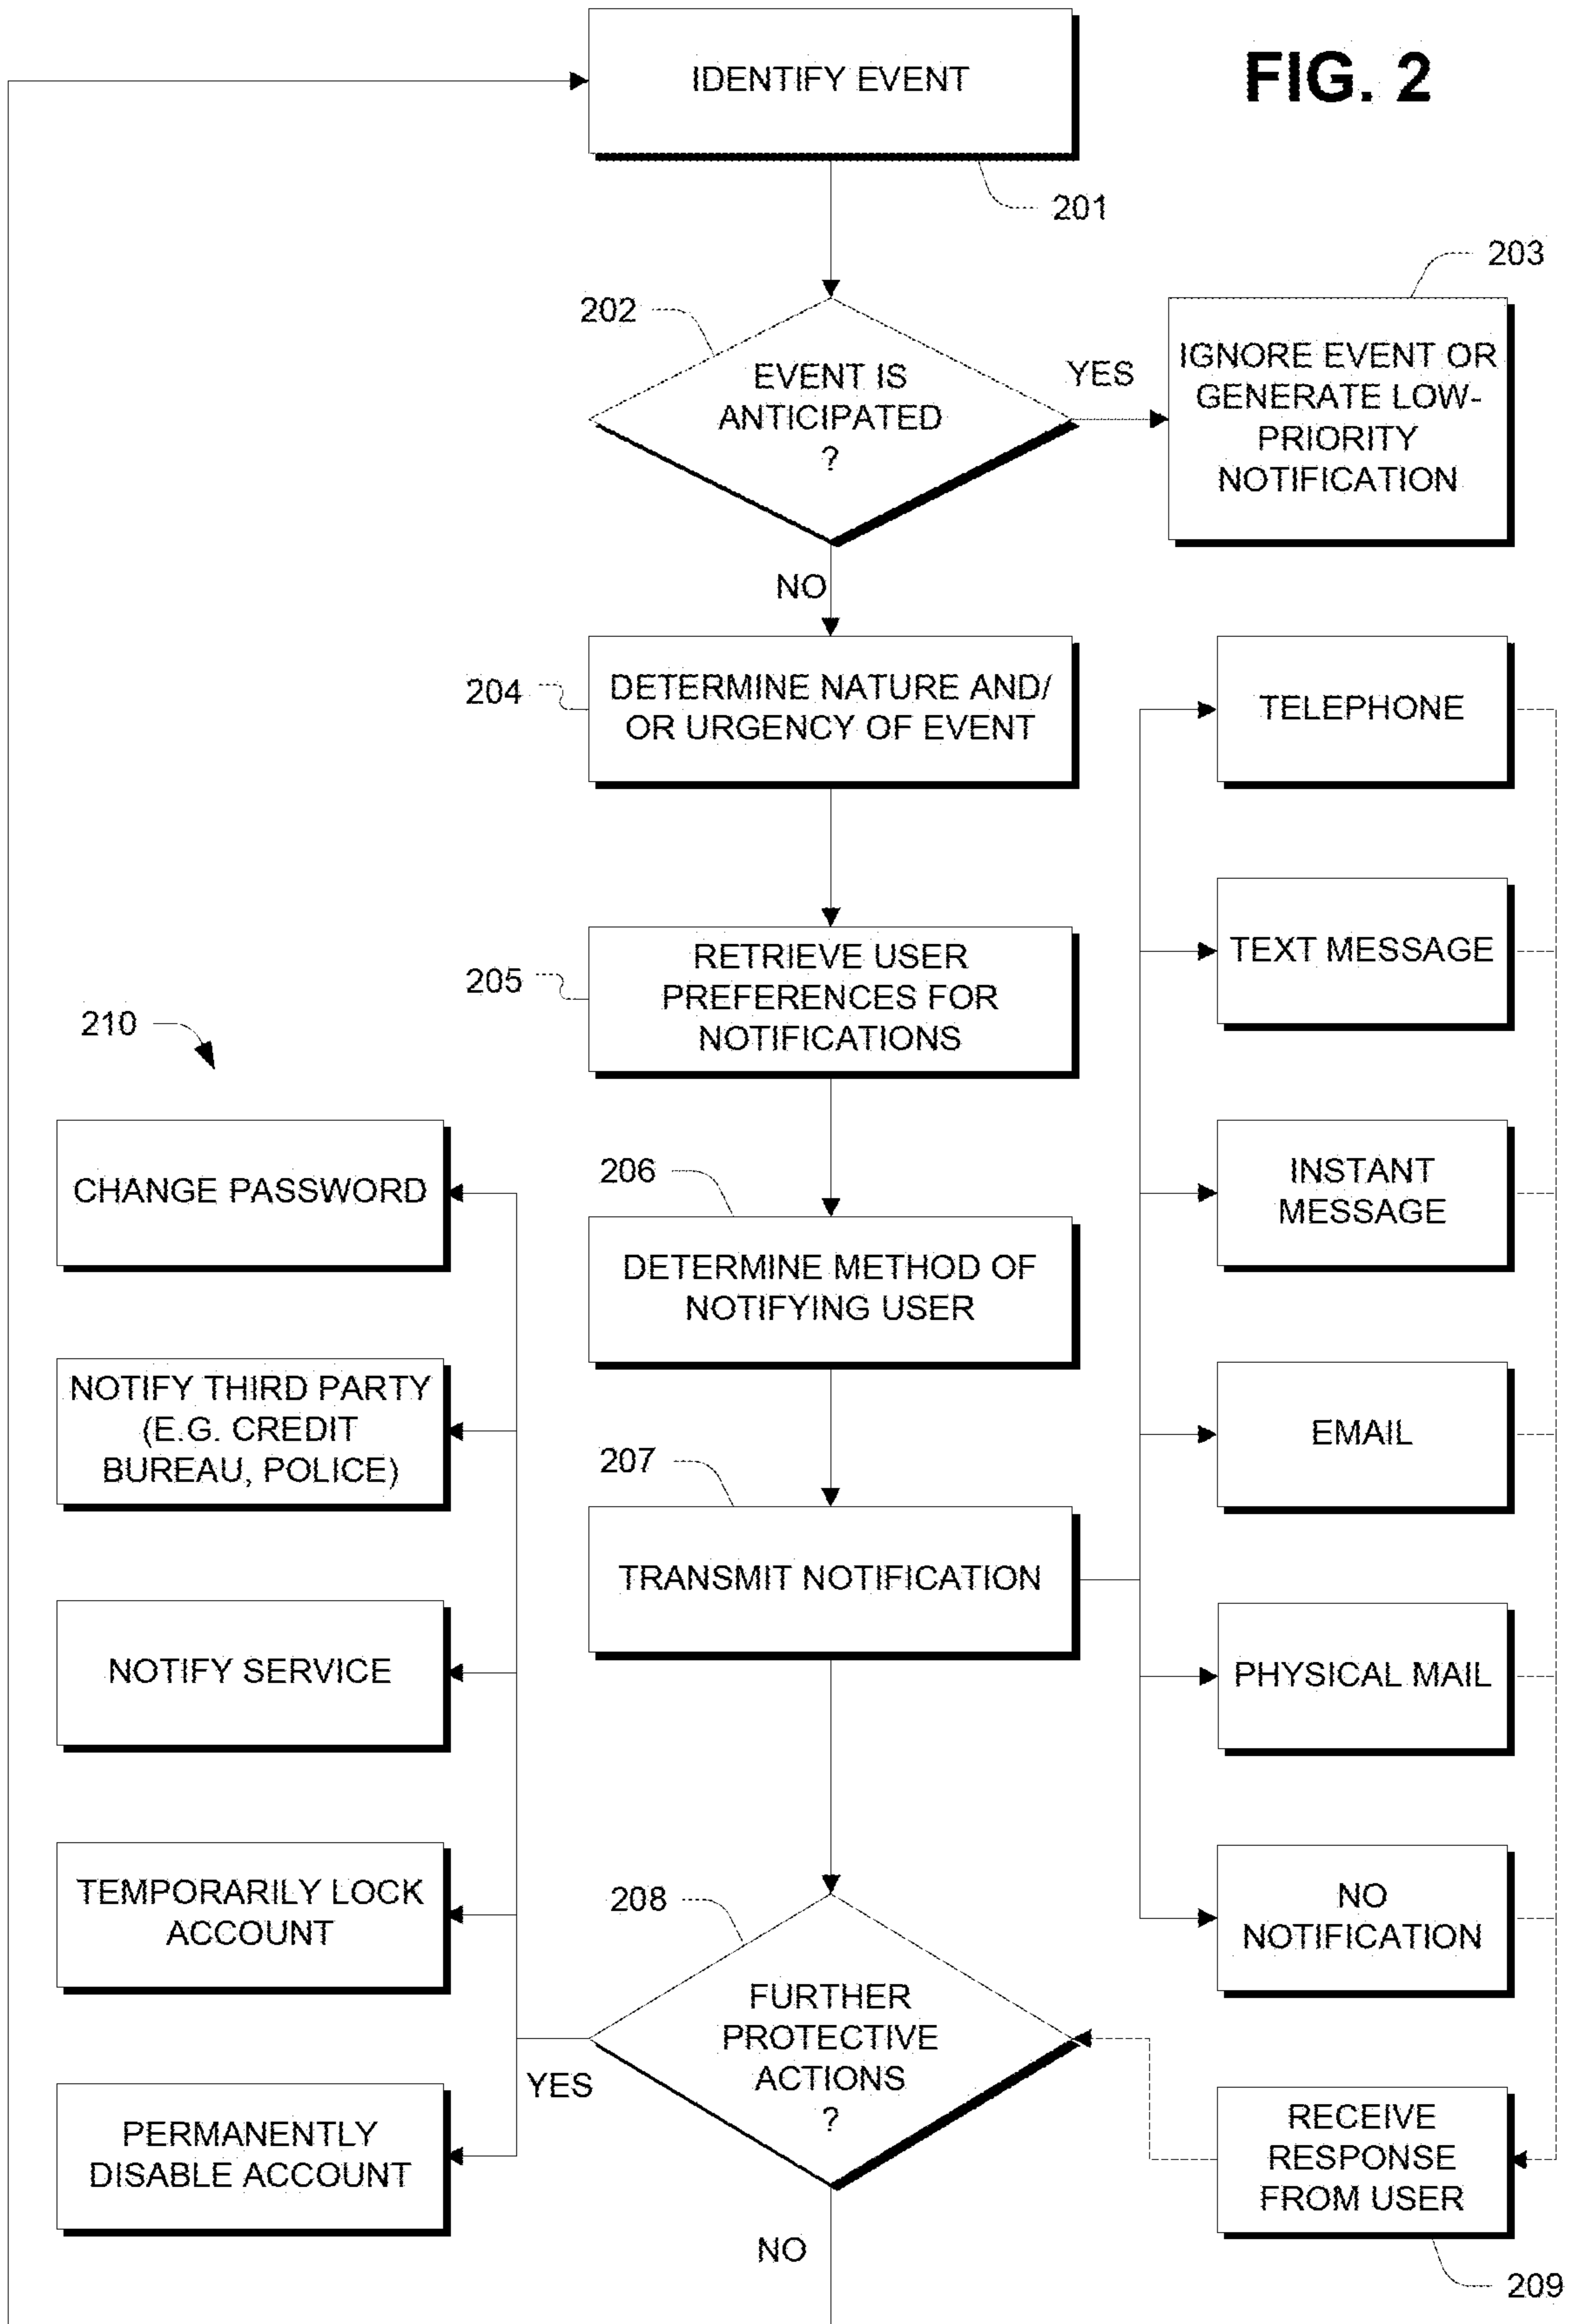 IDENTIFY EVENT
FIG. 2
201
203
202
EVENT IS
ANTICIPATED
?
YES
IGNORE EVENT OR
GENERATE LOW-
PRIORITY
NOTIFICATION
NO
204
DETERMINE NATURE AND/
OR URGENCY OF EVENT
TELEPHONE
205
RETRIEVE USER
PREFERENCES FOR
NOTIFICATIONS
TEXT MESSAGE
210
CHANGE PASSWORD
206
DETERMINE METHOD OF
NOTIFYING USER
INSTANT
MESSAGE
NOTIFY THIRD PARTY
(E.G. CREDIT
BUREAU, POLICE)
207
EMAIL
TRANSMIT NOTIFICATION
NOTIFY SERVICE
PHYSICAL MAIL
TEMPORARILY LOCK
ACCOUNT
208
NO
NOTIFICATION
FURTHER
PROTECTIVE
ACTIONS
?
YES
PERMANENTLY
DISABLE ACCOUNT
RECEIVE
RESPONSE
FROM USER
NO
209